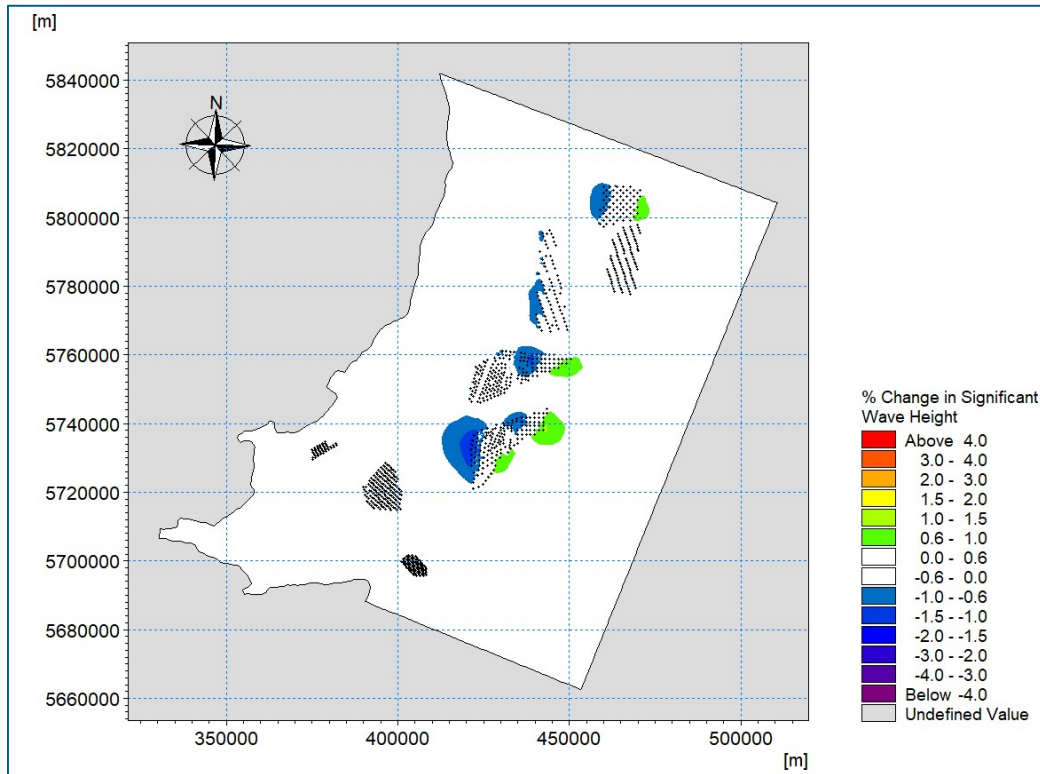 [m]
N
5840000
5820000
5800000
5780000
5760000
5740000
5720000
5700000
5680000
5660000
350000 400000 450000 500000
[m]
% Change in Significant
Wave Height
Above 4.0
3.0 - 4.0
2.0 - 3.0
1.5 - 2.0
1.0 - 1.5
0.6 - 1.0
0.0 - 0.6
-0.6 - 0.0
-1.0 - -0.6
-1.5 - -1.0
-2.0 - -1.5
-3.0 - -2.0
-4.0 - -3.0
Below -4.0
Undefined Value